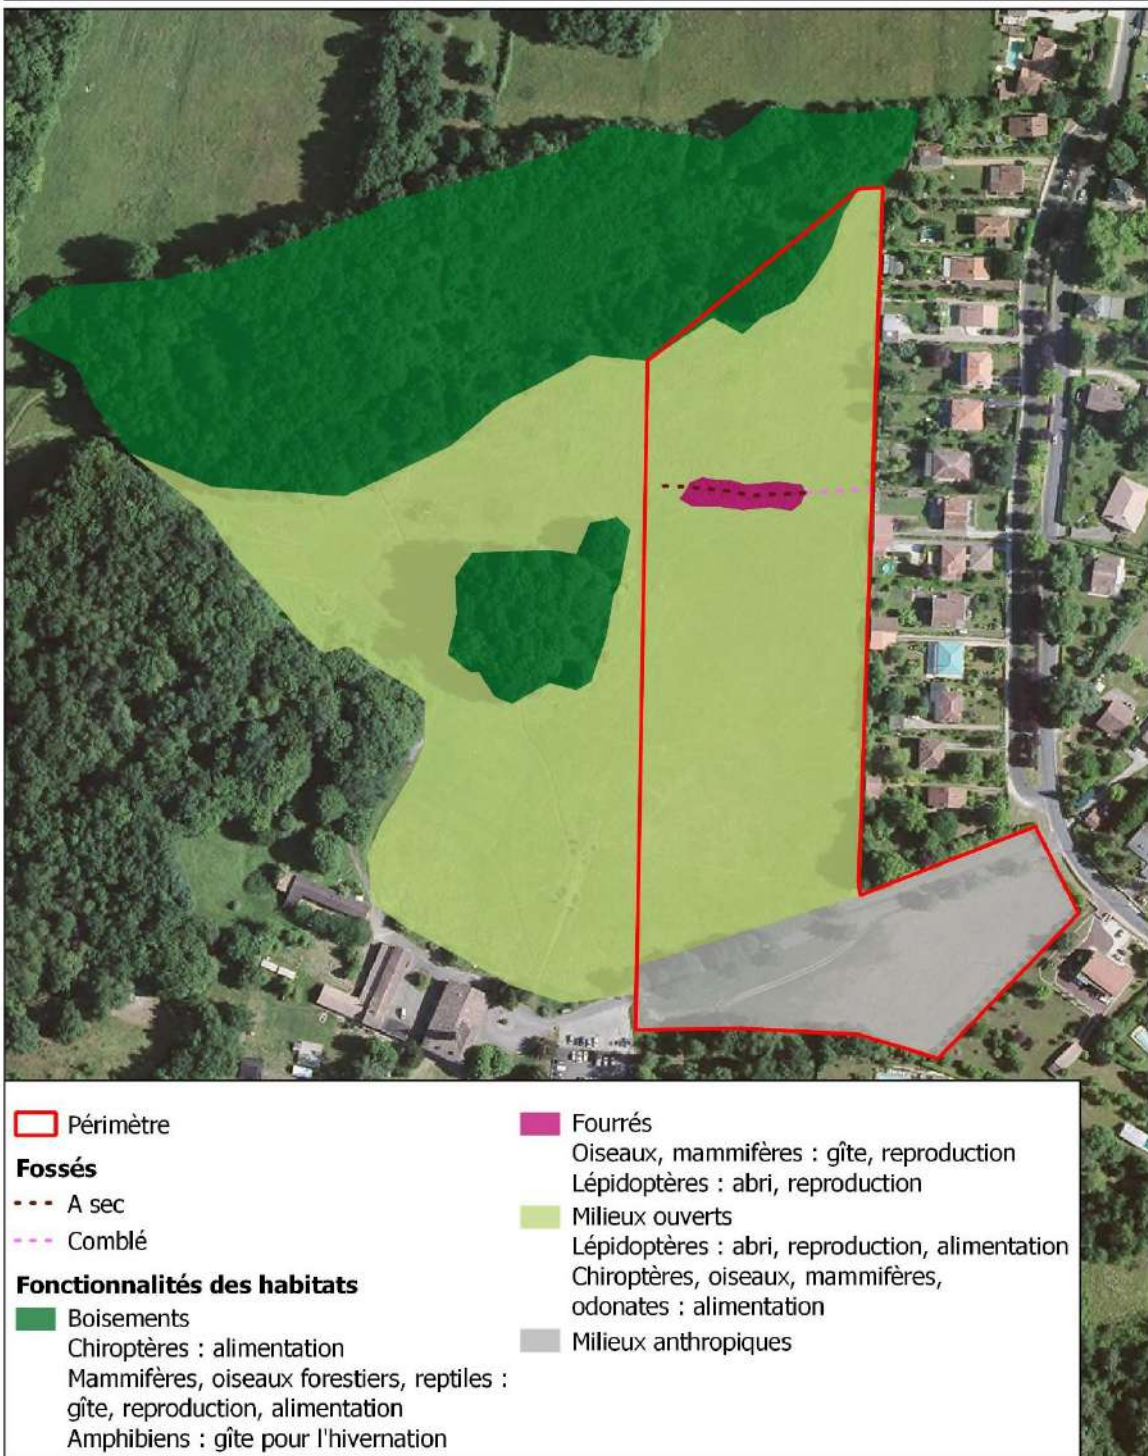 Périmètre
Fossés
A sec
Comblé
Fonctionnalités des habitats
Boisements
Chiroptères : alimentation
Mammifères, oiseaux forestiers, reptiles :
gîte, reproduction, alimentation
Amphibiens : gîte pour l'hivernation
Fourrés
Oiseaux, mammifères : gîte, reproduction
Lépidoptères : abri, reproduction
Milieux ouverts
Lépidoptères : abri, reproduction, alimentation
Chiroptères, oiseaux, mammifères,
odonates : alimentation
Milieux anthropiques